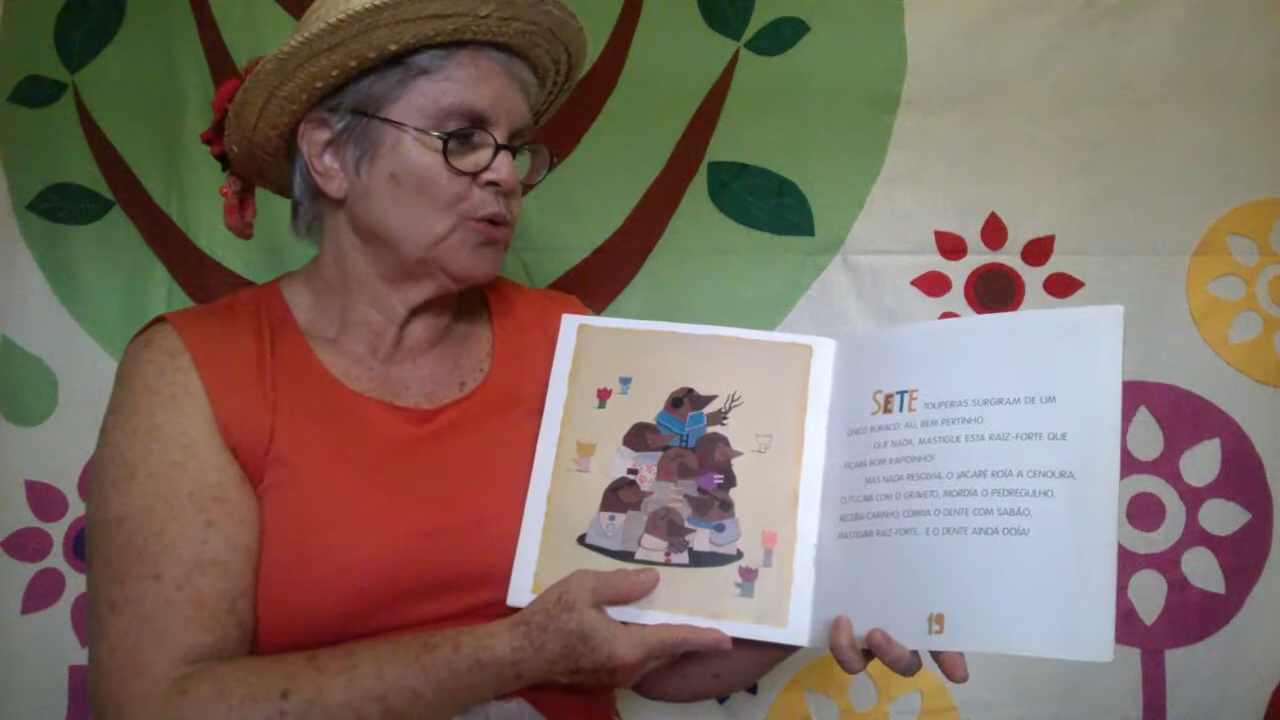 SETE TOUPEIRAS SURGIRAM DE UM
ÚNICO BURACO, ALI, BEM PERTINHO.
- QUE NADA, MASTIGUE ESTA RAIZ-FORTE QUE
FICARÁ BOM RAPIDINHO!
MAS NADA RESOLVIA. O JACARÉ ROÍA A CENOURA,
CUTUCAVA COM O GRAVETO, MORDIA O PEDREGULHO,
RECEBIA CARINHO, COBRIA O DENTE COM SABÃO,
MASTIGAVA RAIZ-FORTE... E O DENTE AINDA DOÍA!
19